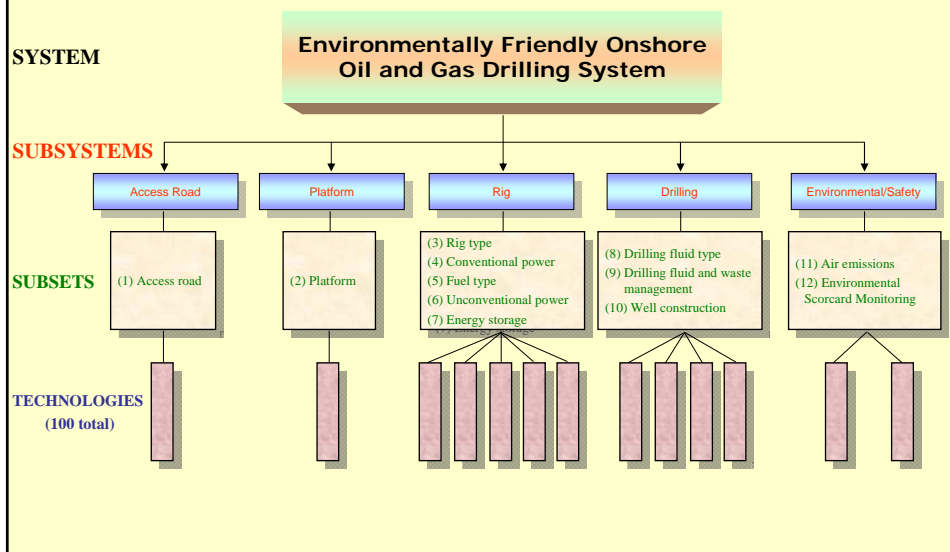 SYSTEM
Environmentally Friendly Onshore
Oil and Gas Drilling System
SUBSYSTEMS
Access Road
Platform
Rig
Drilling
Environmental/Safety
SUBSETS
(1) Access road
(2) Platform
(3) Rig type
(4) Conventional power
(5) Fuel type
(6) Unconventional power
(7) Energy storage
(8) Drilling fluid type
(9) Drilling fluid and waste
management
(10) Well construction
(11) Air emissions
(12) Environmental
Scorcard Monitoring
TECHNOLOGIES
(100 total)